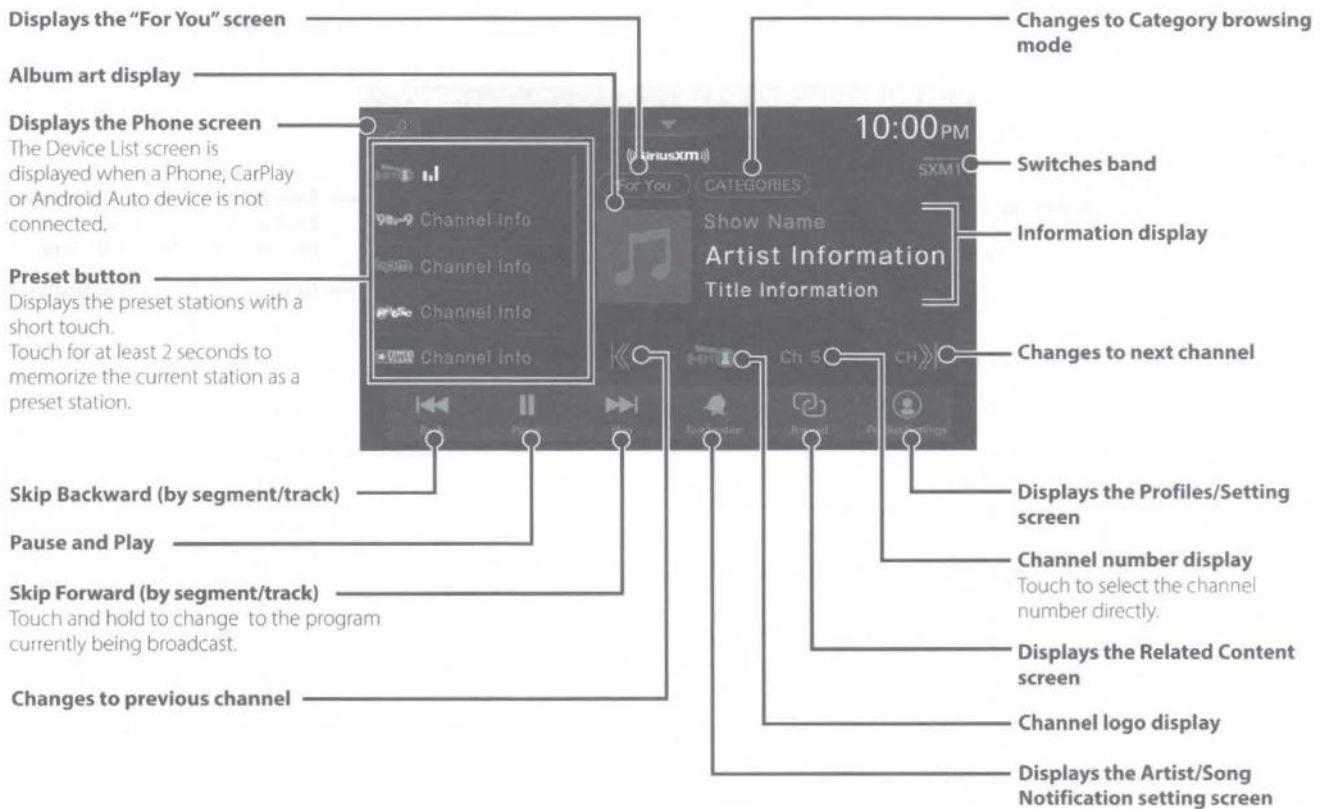 Displays the “For You” screen
Album art display
Displays the Phone screen
The Device List screen is
displayed when a Phone, CarPlay
or Android Auto device is not
connected.
Preset button
Displays the preset stations with a
short touch.
Touch for at least 2 seconds to
memorize the current station as a
preset station.
Skip Backward (by segment/track)
Pause and Play
Skip Forward (by segment/track)
Touch and hold to change to the program
currently being broadcast.
Changes to previous channel
10:00PM
((SiriusXM))
SXM1
For You
CATEGORIES
Channel Info
Channel Info
Channel Info
Channel Info
Show Name
Artist Information
Title Information
Ch 5
CH
Notification
Profiles/Settings
Changes to Category browsing
mode
Switches band
Information display
Changes to next channel
Displays the Profiles/Setting
screen
Channel number display
Touch to select the channel
number directly.
Displays the Related Content
screen
Channel logo display
Displays the Artist/Song
Notification setting screen